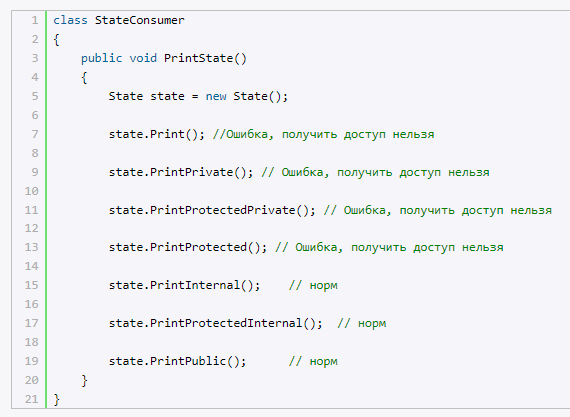 1 class StateConsumer
2 {
3     public void PrintState()
4     {
5         State state = new State();
6
7         state.Print(); //Ошибка, получить доступ нельзя
8
9         state.PrintPrivate(); // Ошибка, получить доступ нельзя
10
11         state.PrintProtectedPrivate(); // Ошибка, получить доступ нельзя
12
13         state.PrintProtected(); // Ошибка, получить доступ нельзя
14
15         state.PrintInternal();    // норм
16
17         state.PrintProtectedInternal();  // норм
18
19         state.PrintPublic();      // норм
20     }
21 }